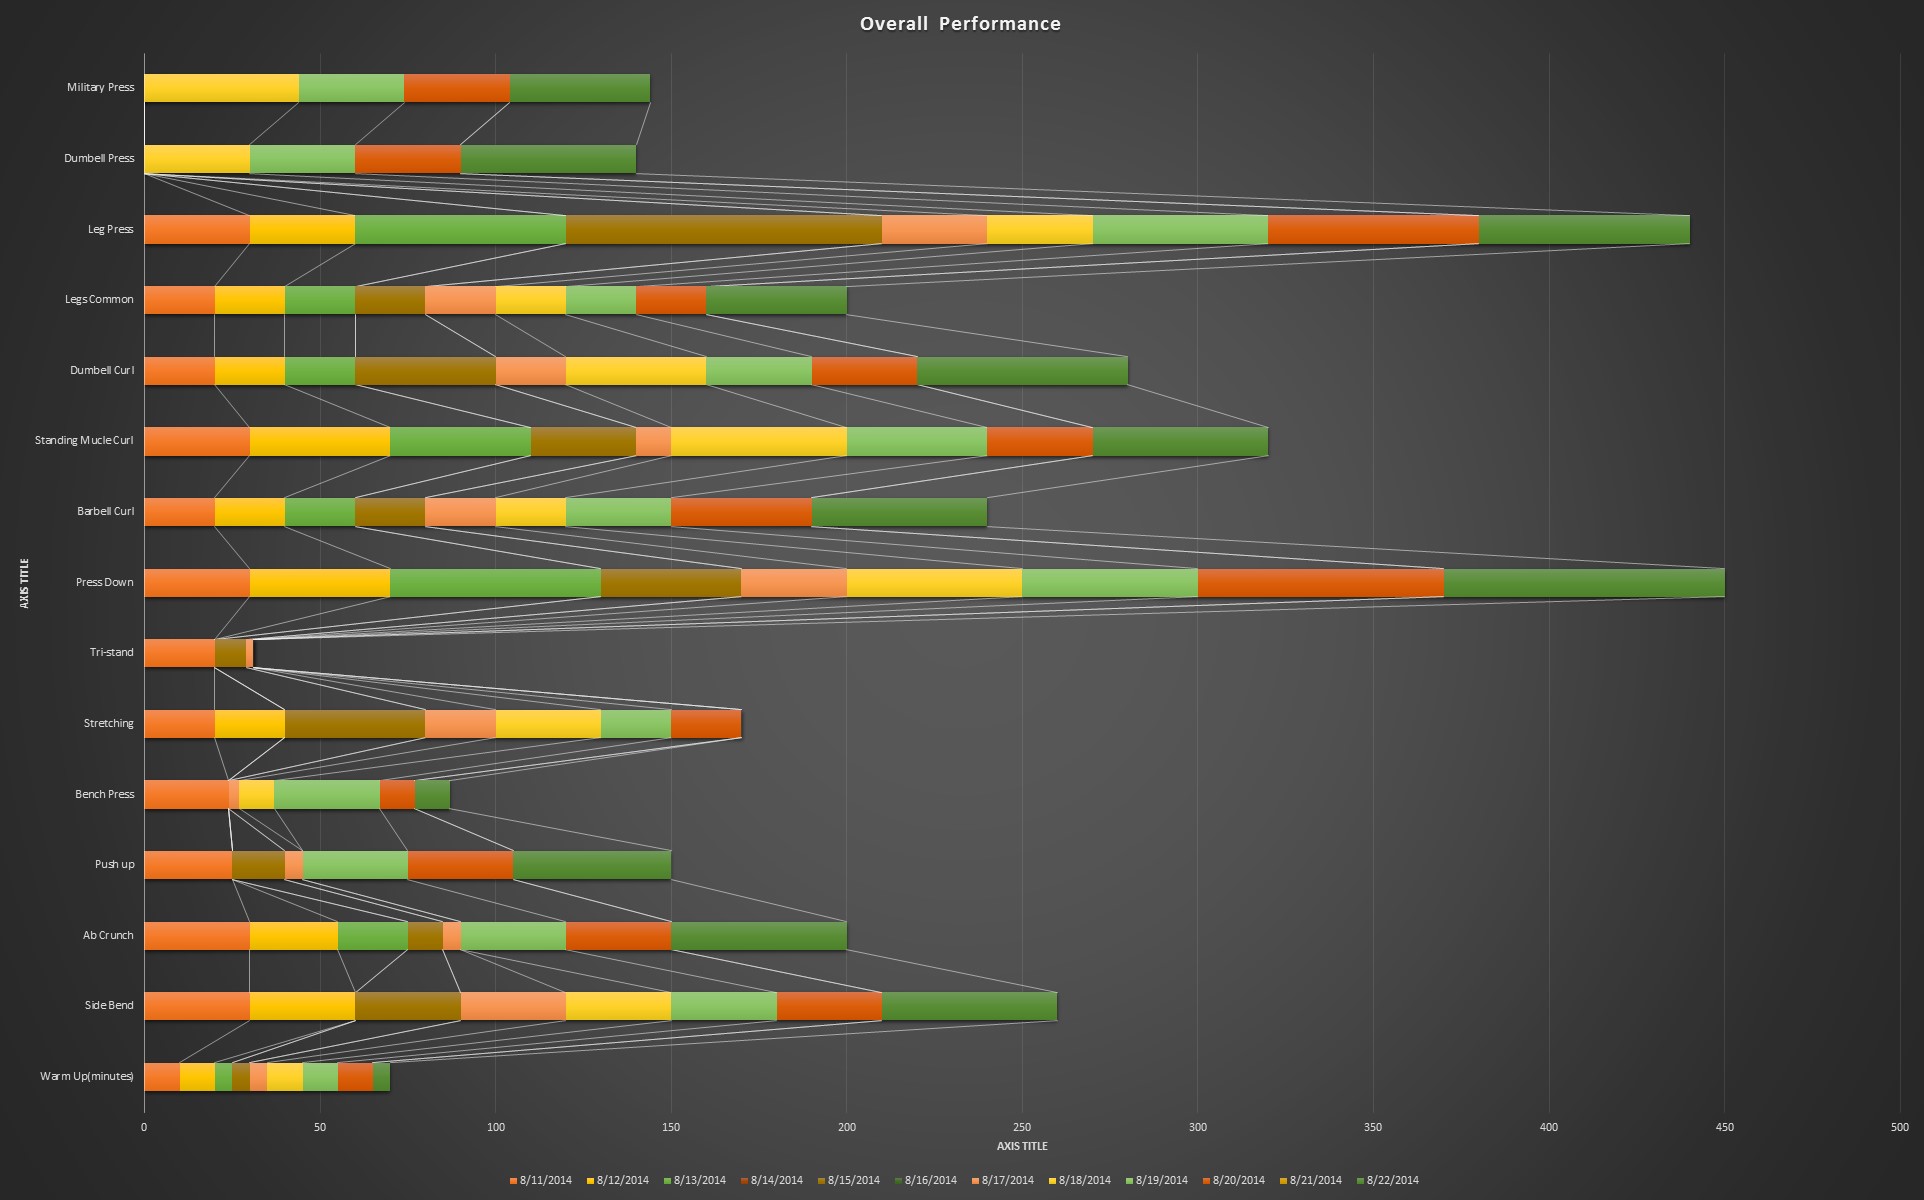 Overall Performance
Military Press
Dumbell Press
Leg Press
Legs Common
Dumbell Curl
Standing Mucle Curl
Barbell Curl
Press Down
Tri-stand
Stretching
Bench Press
Push up
Ab Crunch
Side Bend
Warm Up(minutes)
AXIS TITLE
0 50 100 150 200 250 300 350 400 450 500
AXIS TITLE
8/11/2014 8/12/2014 8/13/2014 8/14/2014 8/15/2014 8/16/2014 8/17/2014 8/18/2014 8/19/2014 8/20/2014 8/21/2014 8/22/2014